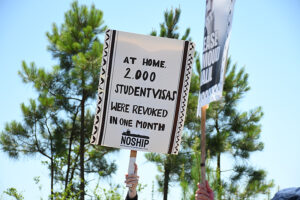 AT HOME.
2.000
STUDENT VISAS
WERE REVOKED
IN ONE MONTH
NOSHIP